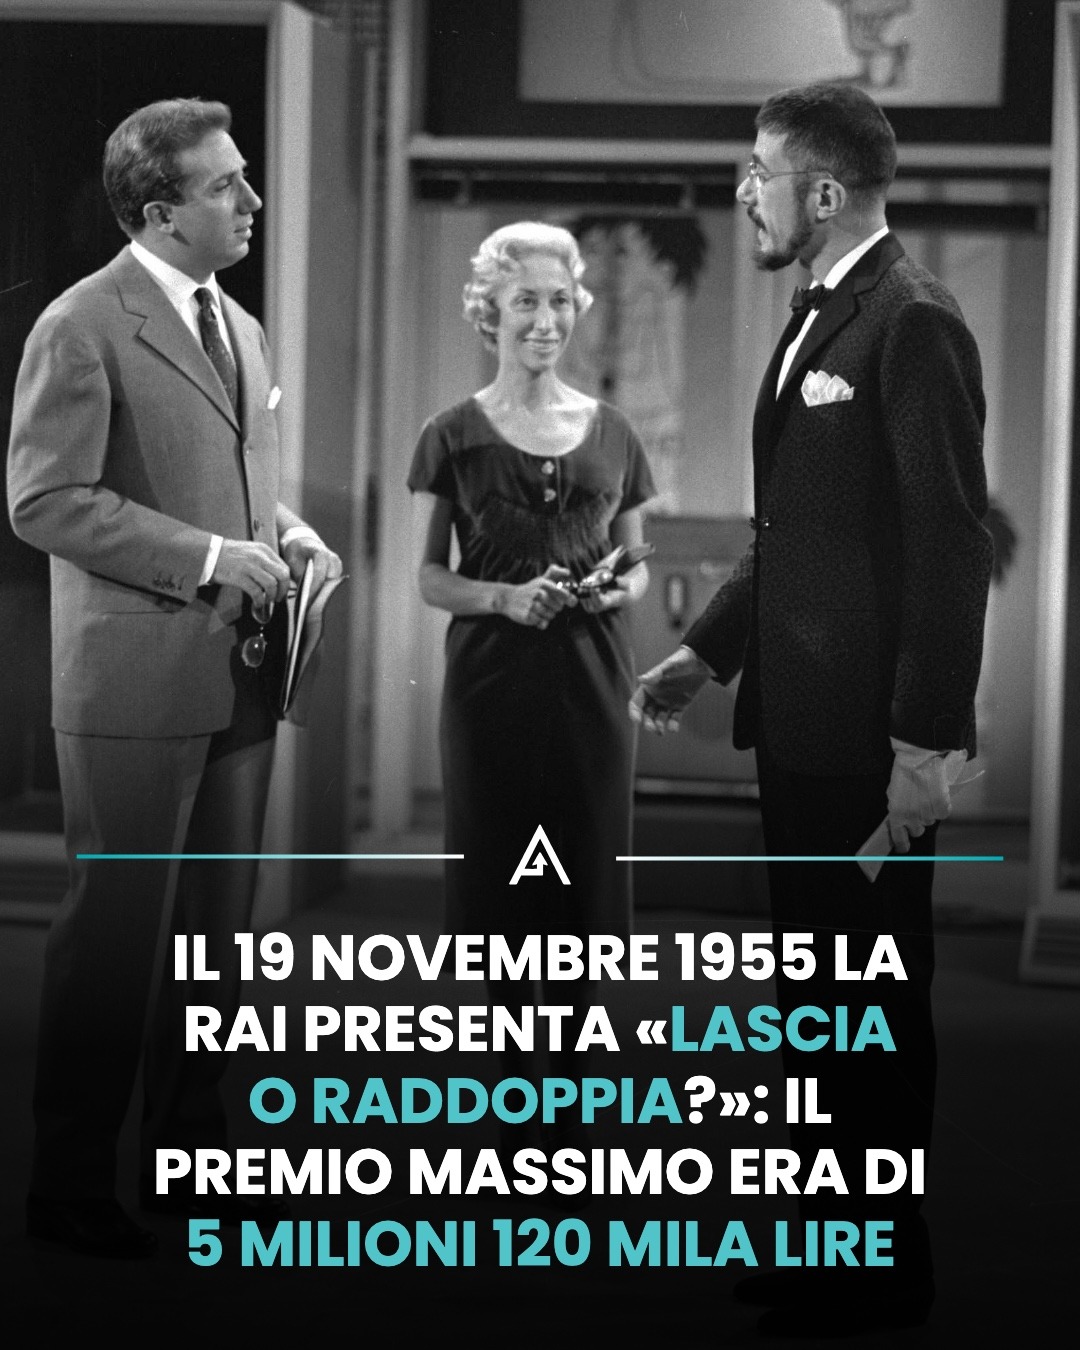 IL 19 NOVEMBRE 1955 LA
RAI PRESENTA «LASCIA
O RADDOPPIA?»: IL
PREMIO MASSIMO ERA DI
5 MILIONI 120 MILA LIRE